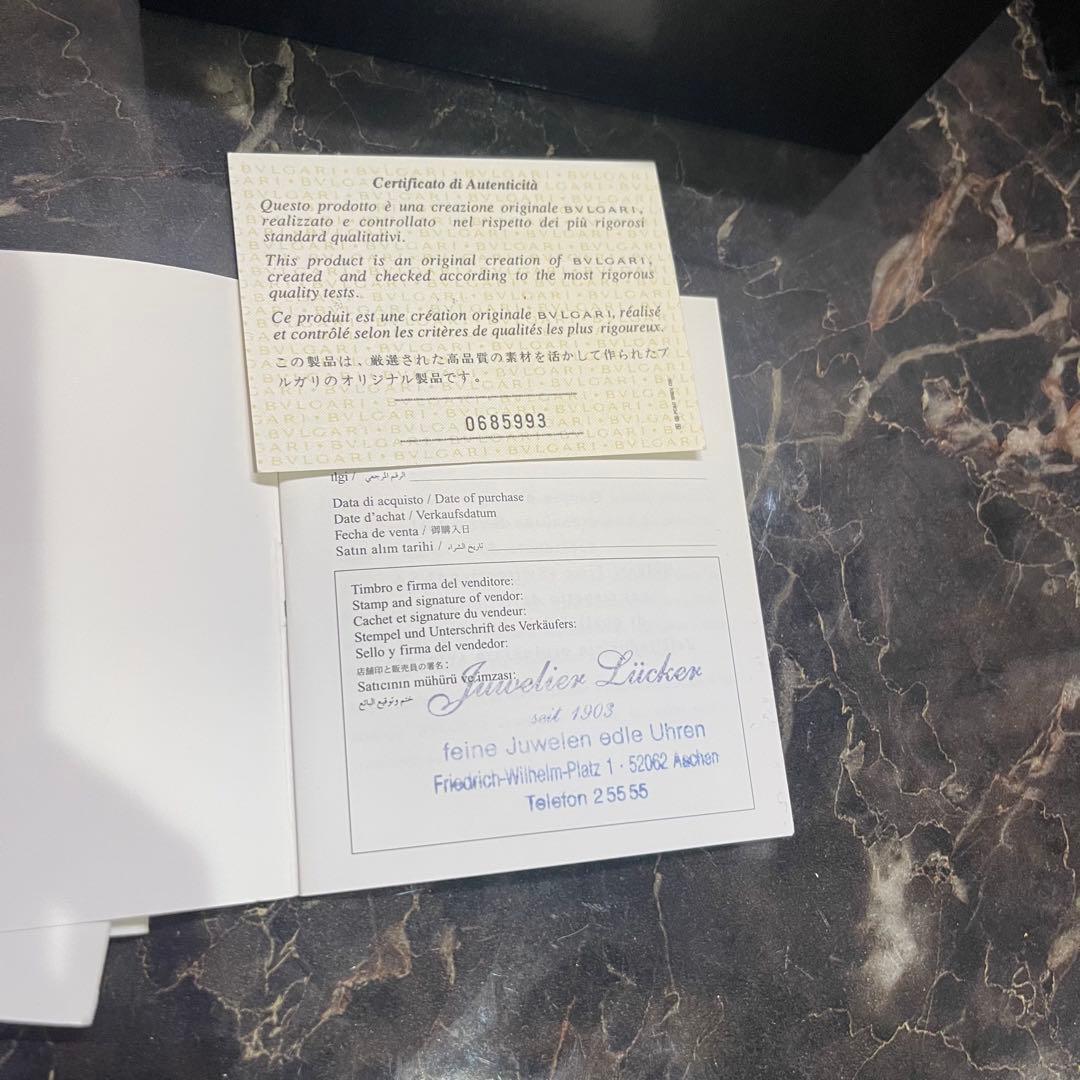 Certificato di Autenticità
Questo prodotto è una creazione originale BVLGARI,
realizzato e controllato nel rispetto dei più rigorosi
standard qualitativi.
This product is an original creation of BVLGARI,
created and checked according to the most rigorous
quality tests.
Ce produit est une création originale BVLGARI, réalisé
et contrôlé selon les critères de qualités les plus rigoureux.
この製品は、厳選された高品質の素材を活かして作られたブ
ルガリのオリジナル製品です。
0685993
ilgi / الرقم المرجعي
Data di acquisto / Date of purchase
Date d'achat / Verkaufsdatum
Fecha de venta / 御購入日
Satın alım tarihi / تاريخ الشراء
Timbro e firma del venditore:
Stamp and signature of vendor:
Cachet et signature du vendeur:
Stempel und Unterschrift des Verkäufers:
Sello y firma del vendedor:
店舗印と販売員の署名:
Satıcının mühürü ve imzası:
ختم وتوقيع البائع
Juwelier Lücker
seit 1903
feine Juwelen edle Uhren
Friedrich-Wilhelm-Platz 1 · 52062 Aachen
Telefon 2 55 55